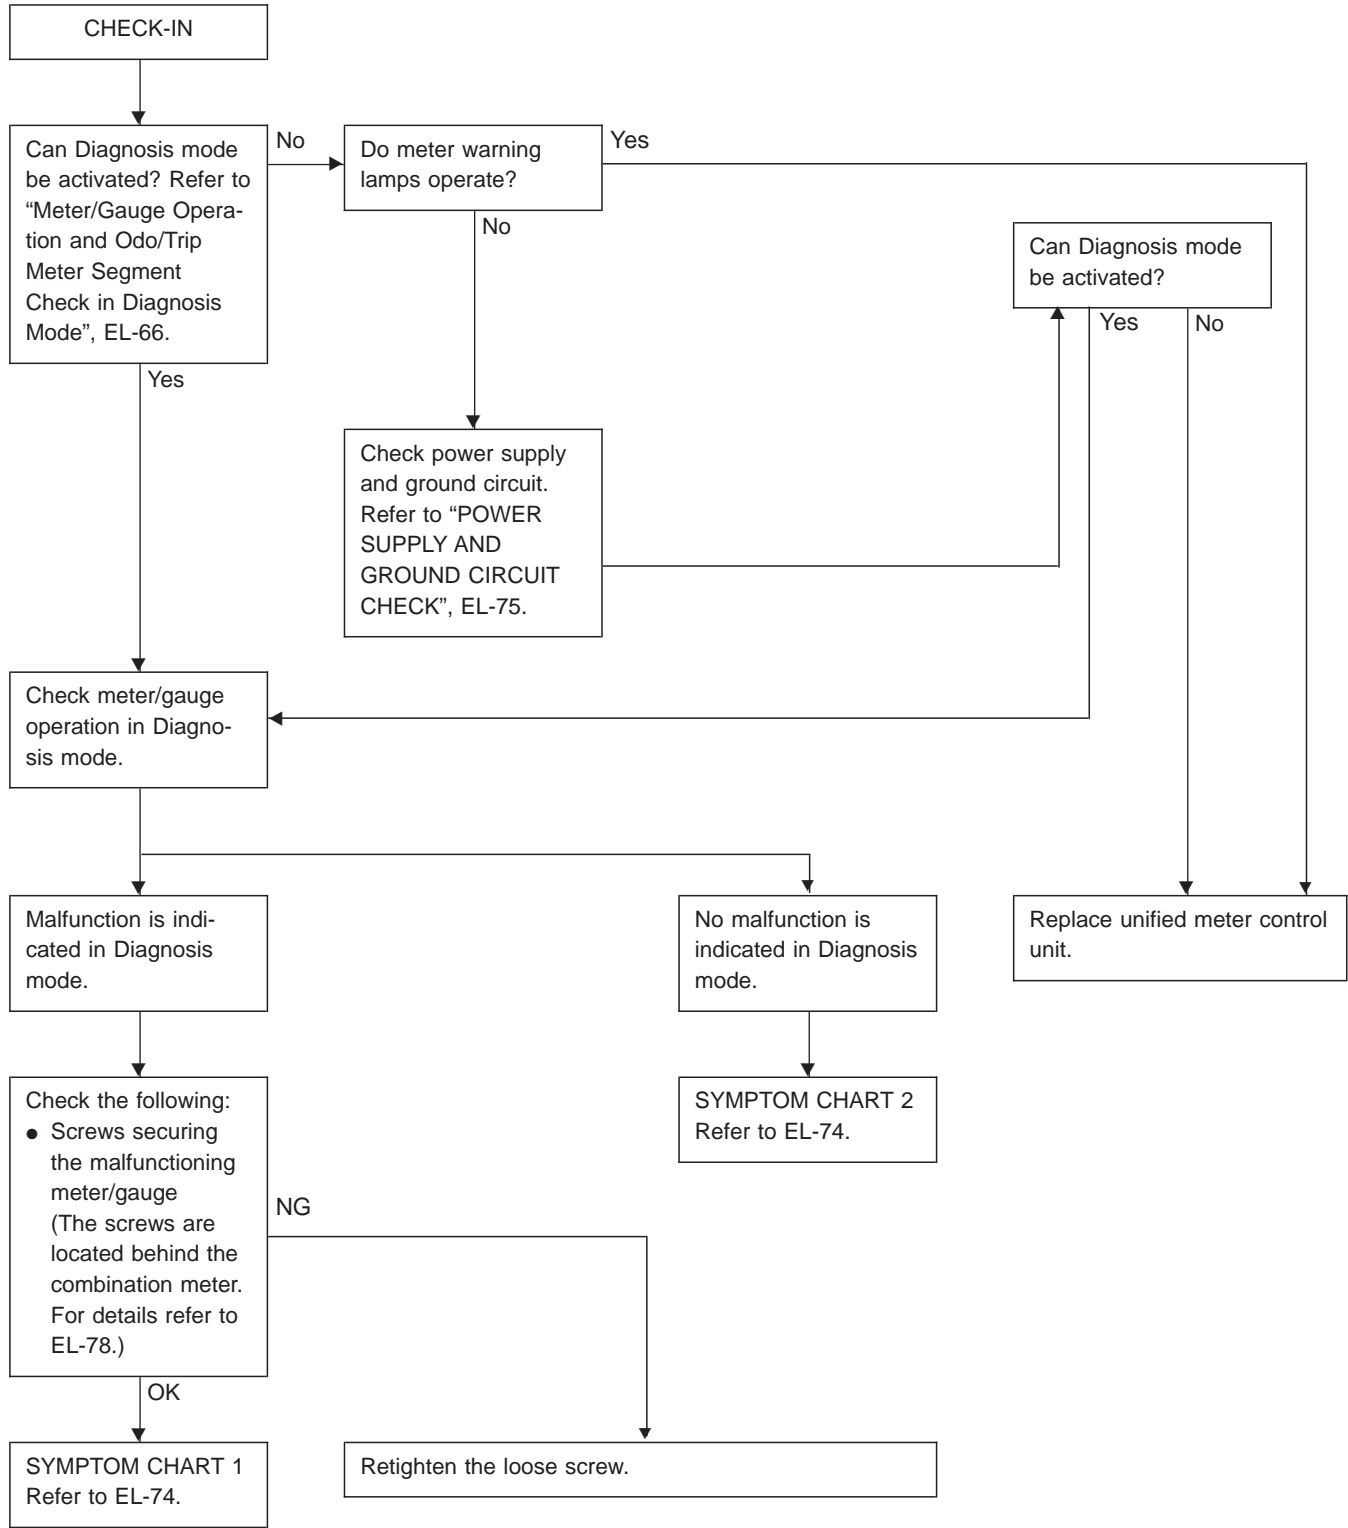 CHECK-IN
Can Diagnosis mode
be activated? Refer to
“Meter/Gauge Opera-
tion and Odo/Trip
Meter Segment
Check in Diagnosis
Mode”, EL-66.
No
Do meter warning
lamps operate?
Yes
No
Can Diagnosis mode
be activated?
Yes
No
Yes
Check power supply
and ground circuit.
Refer to “POWER
SUPPLY AND
GROUND CIRCUIT
CHECK”, EL-75.
Check meter/gauge
operation in Diagno-
sis mode.
Malfunction is indi-
cated in Diagnosis
mode.
No malfunction is
indicated in Diagnosis
mode.
Replace unified meter control
unit.
Check the following:
● Screws securing
the malfunctioning
meter/gauge
(The screws are
located behind the
combination meter.
For details refer to
EL-78.)
NG
SYMPTOM CHART 2
Refer to EL-74.
OK
SYMPTOM CHART 1
Refer to EL-74.
Retighten the loose screw.